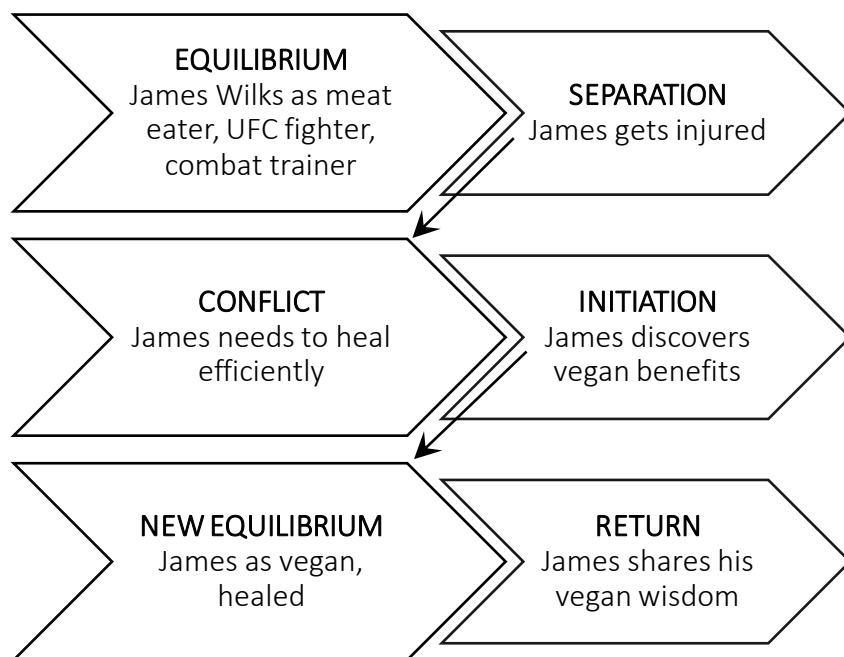 EQUILIBRIUM
James Wilks as meat
eater, UFC fighter,
combat trainer
SEPARATION
James gets injured
CONFLICT
James needs to heal
efficiently
INITIATION
James discovers
vegan benefits
NEW EQUILIBRIUM
James as vegan,
healed
RETURN
James shares his
vegan wisdom